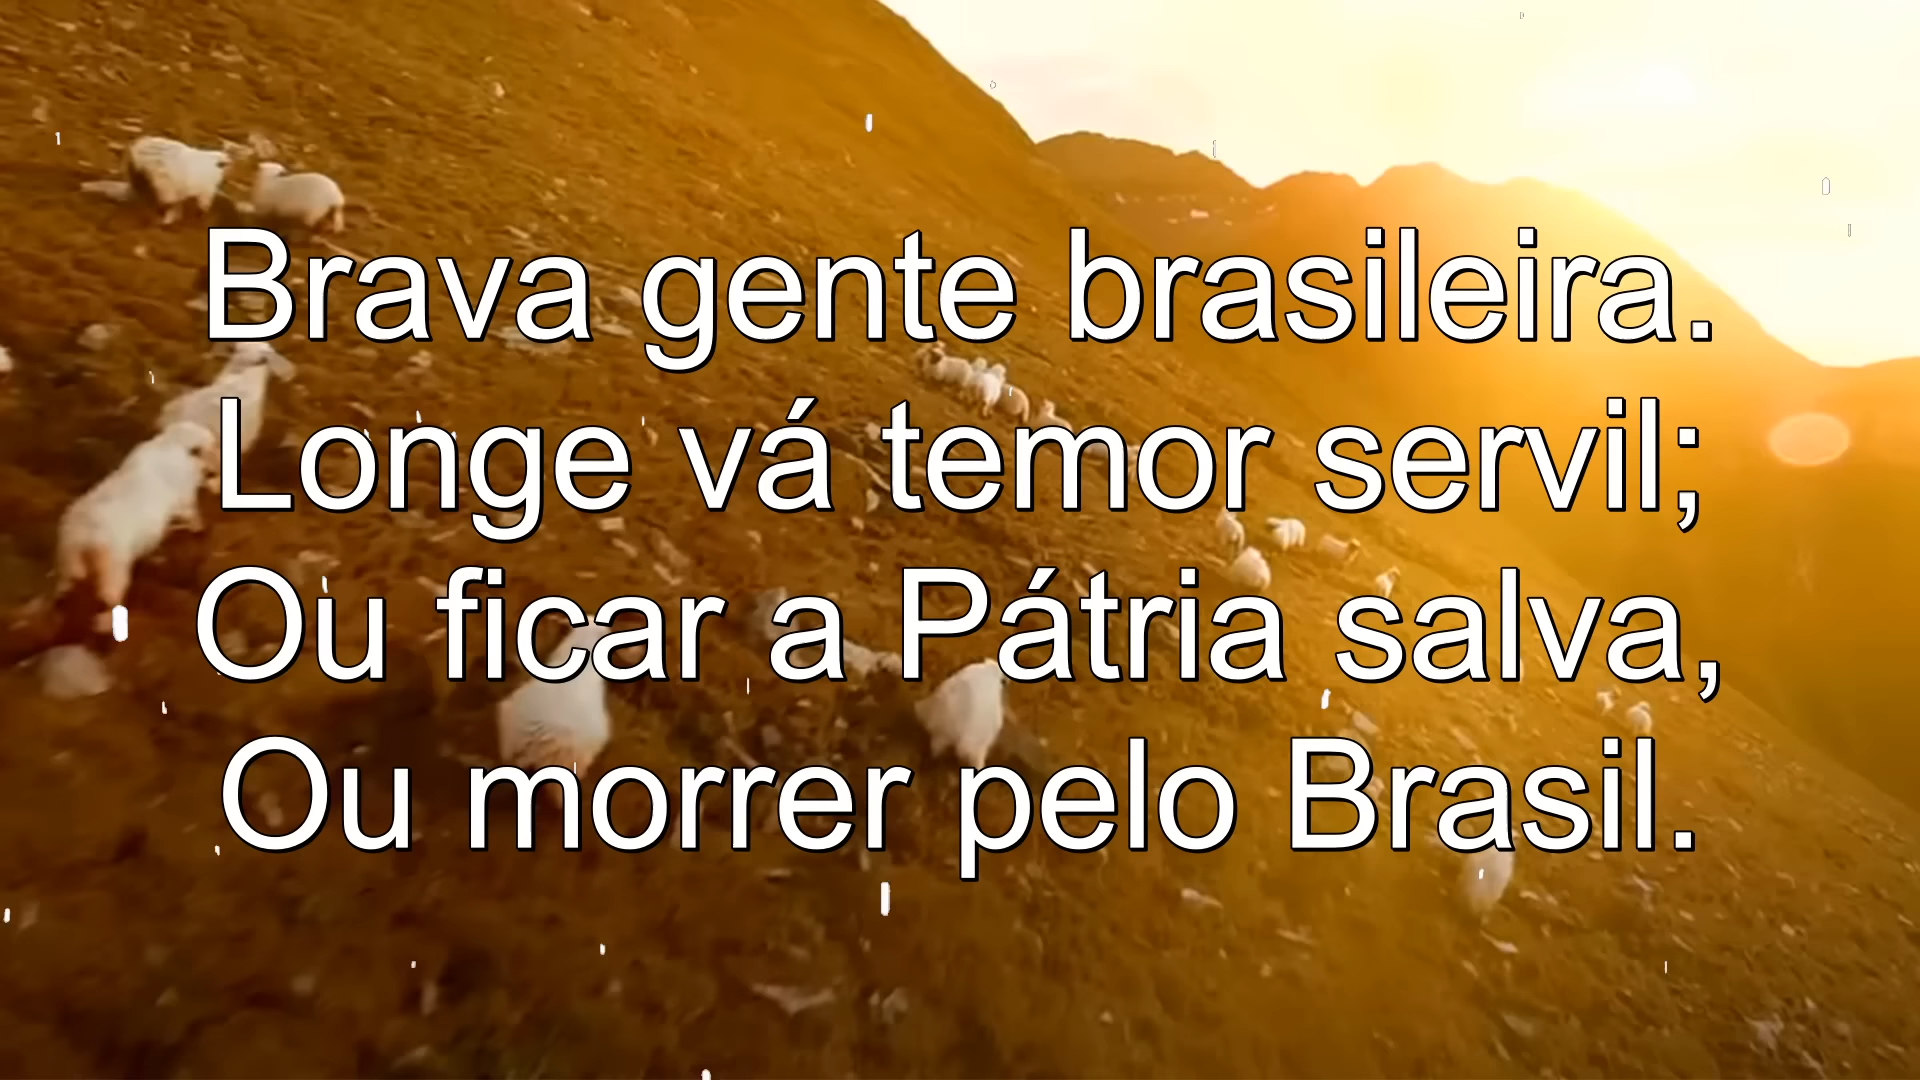 Brava gente brasileira.
Longe vá temor servil;
Ou ficar a Pátria salva,
Ou morrer pelo Brasil.